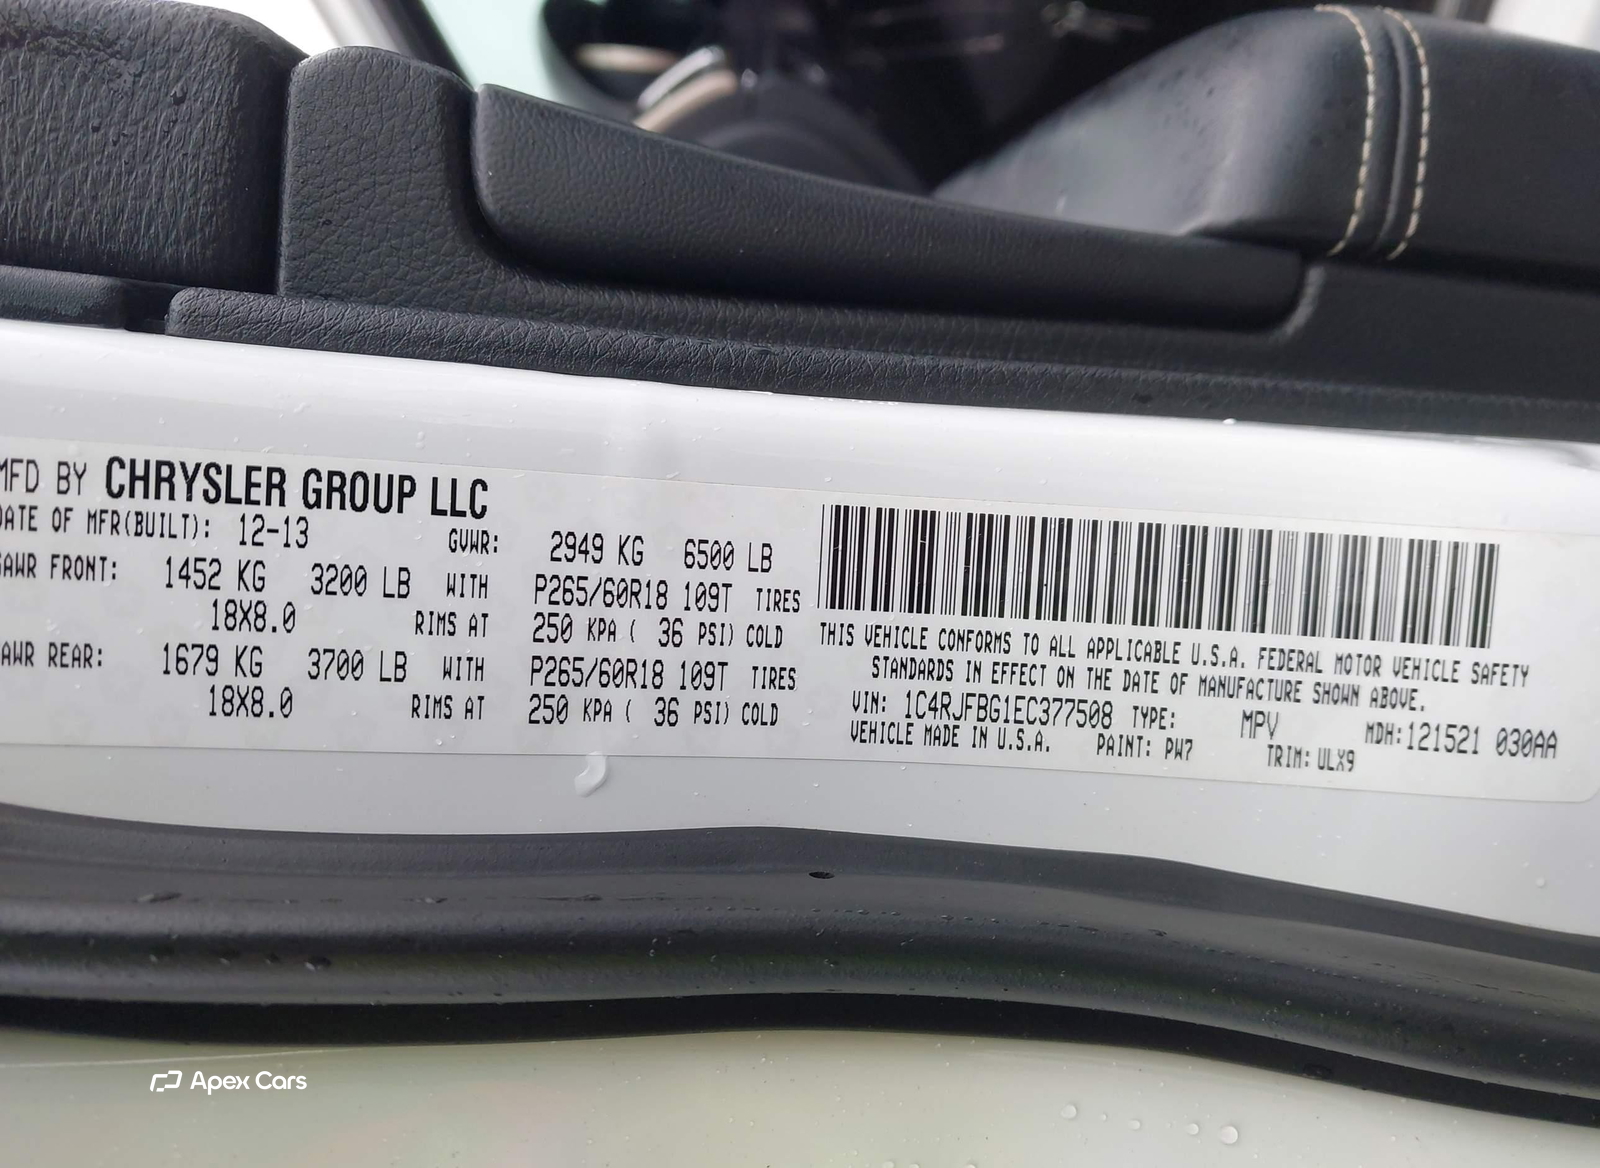 MFD BY CHRYSLER GROUP LLC
DATE OF MFR(BUILT): 12-13 GVWR: 2949 KG 6500 LB
GAWR FRONT: 1452 KG 3200 LB WITH P265/60R18 109T TIRES
18X8.0 RIMS AT 250 KPA ( 36 PSI) COLD
GAWR REAR: 1679 KG 3700 LB WITH P265/60R18 109T TIRES
18X8.0 RIMS AT 250 KPA ( 36 PSI) COLD
THIS VEHICLE CONFORMS TO ALL APPLICABLE U.S.A. FEDERAL MOTOR VEHICLE SAFETY
STANDARDS IN EFFECT ON THE DATE OF MANUFACTURE SHOWN ABOVE.
VIN: 1C4RJFBG1EC377508 TYPE: MPV MDH:121521 030AA
VEHICLE MADE IN U.S.A. PAINT: PW7 TRIM: ULX9
Apex Cars